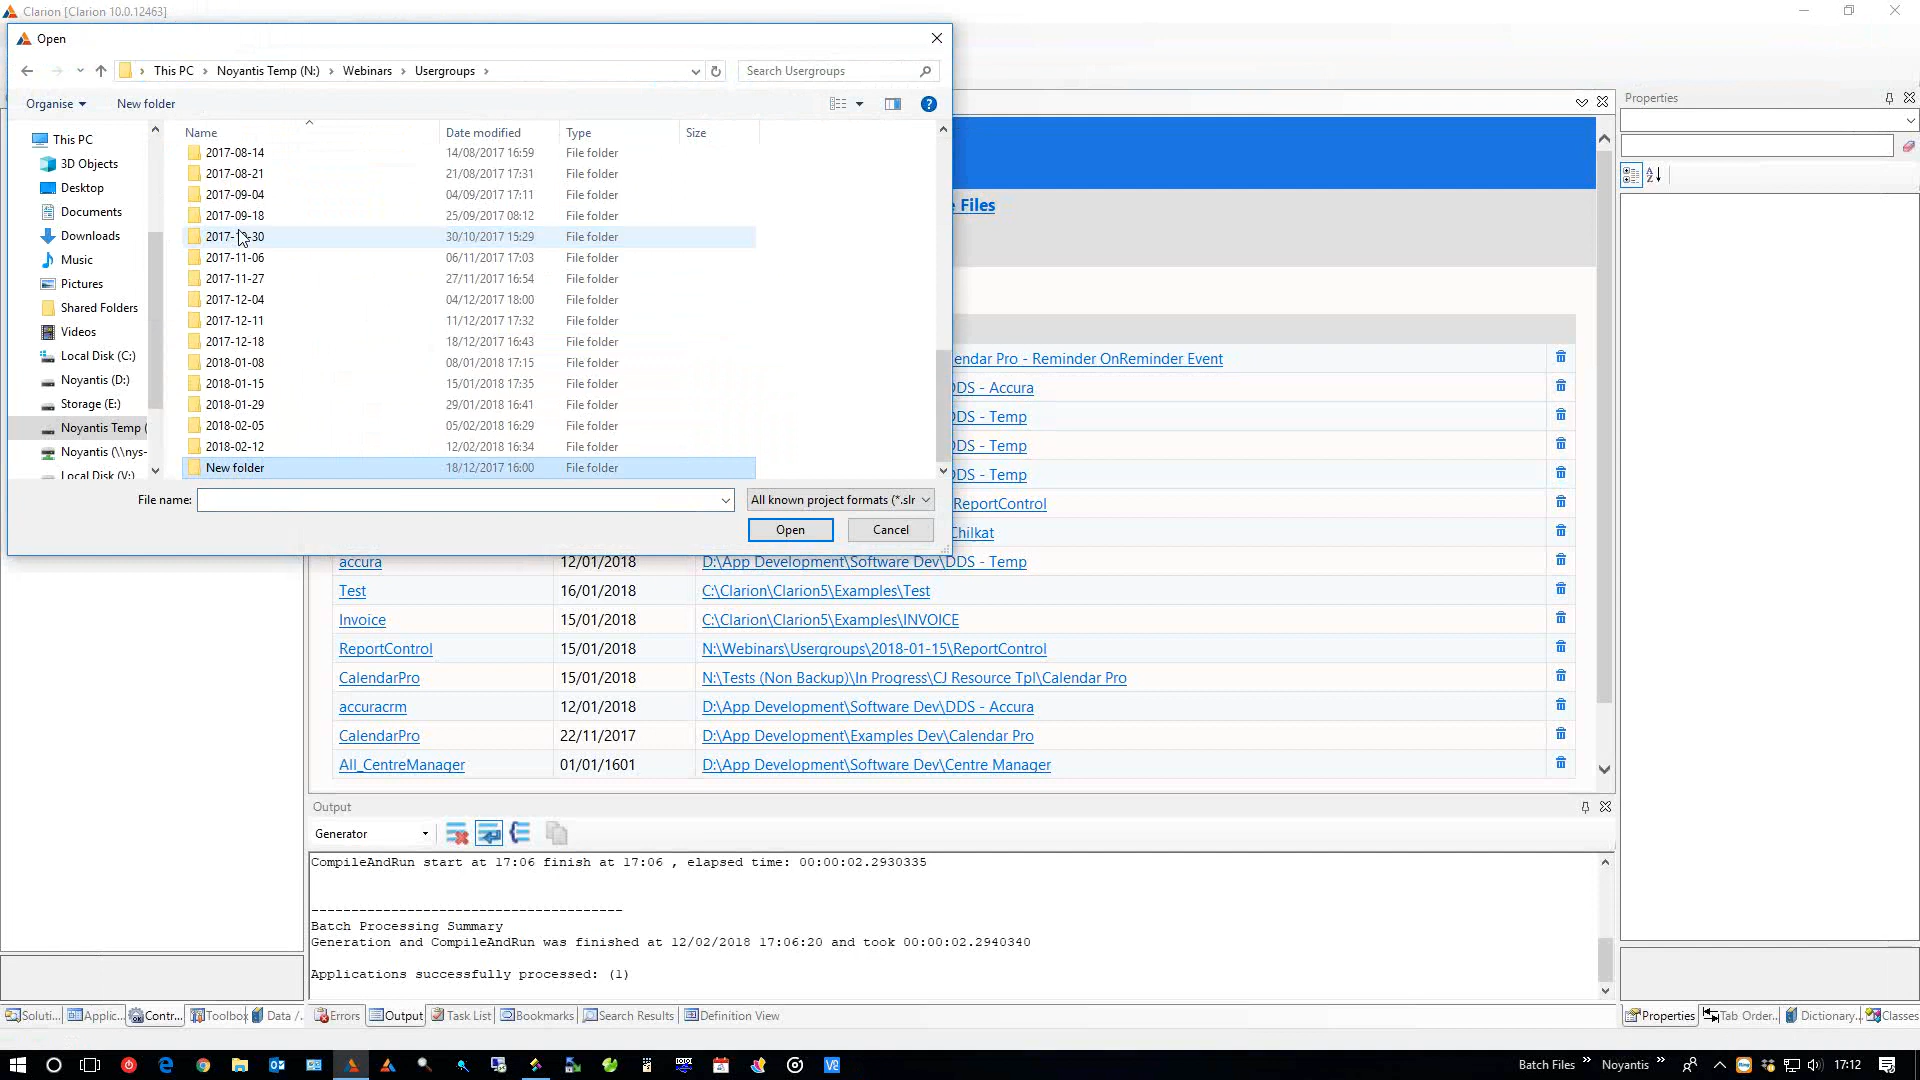 Clarion [Clarion 10.0.12463]
Open
This PC > Noyantis Temp (N:) > Webinars > Usergroups >
Search Usergroups
Organise
New folder
Name
Date modified
Type
Size
This PC
3D Objects
Desktop
Documents
Downloads
Music
Pictures
Shared Folders
Videos
Local Disk (C:)
Noyantis (D:)
Storage (E:)
Noyantis Temp (
Noyantis (\\nys-
Local Disk (V:)
2017-08-14 14/08/2017 16:59 File folder
2017-08-21 21/08/2017 17:31 File folder
2017-09-04 04/09/2017 17:11 File folder
2017-09-18 25/09/2017 08:12 File folder
2017-10-30 30/10/2017 15:29 File folder
2017-11-06 06/11/2017 17:03 File folder
2017-11-27 27/11/2017 16:54 File folder
2017-12-04 04/12/2017 18:00 File folder
2017-12-11 11/12/2017 17:32 File folder
2017-12-18 18/12/2017 16:43 File folder
2018-01-08 08/01/2018 17:15 File folder
2018-01-15 15/01/2018 17:35 File folder
2018-01-29 29/01/2018 16:41 File folder
2018-02-05 05/02/2018 16:29 File folder
2018-02-12 12/02/2018 16:34 File folder
New folder 18/12/2017 16:00 File folder
File name:
All known project formats (*.slr
Open
Cancel
Files
endar Pro - Reminder OnReminder Event
DDS - Accura
DDS - Temp
DDS - Temp
DDS - Temp
ReportControl
Chilkat
accura 12/01/2018 D:\App Development\Software Dev\DDS - Temp
Test 16/01/2018 C:\Clarion\Clarion5\Examples\Test
Invoice 15/01/2018 C:\Clarion\Clarion5\Examples\INVOICE
ReportControl 15/01/2018 N:\Webinars\Usergroups\2018-01-15\ReportControl
CalendarPro 15/01/2018 N:\Tests (Non Backup)\In Progress\CJ Resource Tpl\Calendar Pro
accuracrm 12/01/2018 D:\App Development\Software Dev\DDS - Accura
CalendarPro 22/11/2017 D:\App Development\Examples Dev\Calendar Pro
All_CentreManager 01/01/1601 D:\App Development\Software Dev\Centre Manager
Properties
Output
Generator
CompileAndRun start at 17:06 finish at 17:06 , elapsed time: 00:00:02.2930335
---------------------------------------
Batch Processing Summary
Generation and CompileAndRun was finished at 12/02/2018 17:06:20 and took 00:00:02.2940340
Applications successfully processed: (1)
Soluti... Applic... Contr... Toolbox Data /... Errors Output Task List Bookmarks Search Results Definition View Properties Tab Order... Dictionary... Classes
Batch Files » Noyantis » 17:12